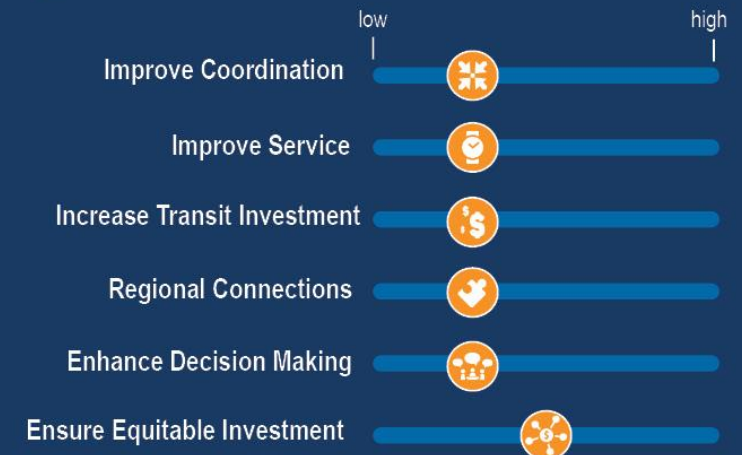 low high
Improve Coordination
Improve Service
Increase Transit Investment
$ $
Regional Connections
Enhance Decision Making
Ensure Equitable Investment
$